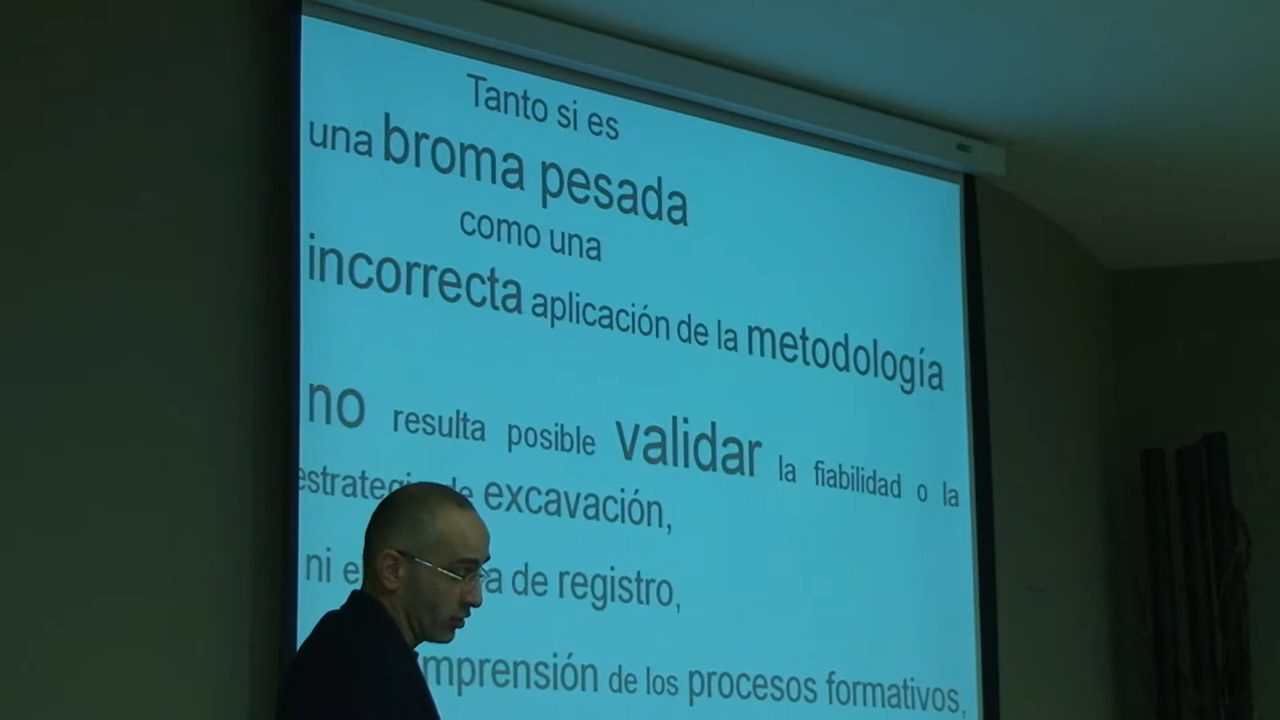 Tanto si es
una broma pesada
como una
incorrecta aplicación de la metodología
no resulta posible validar la fiabilidad o la
de excavación,
ni de registro,
de los procesos formativos,